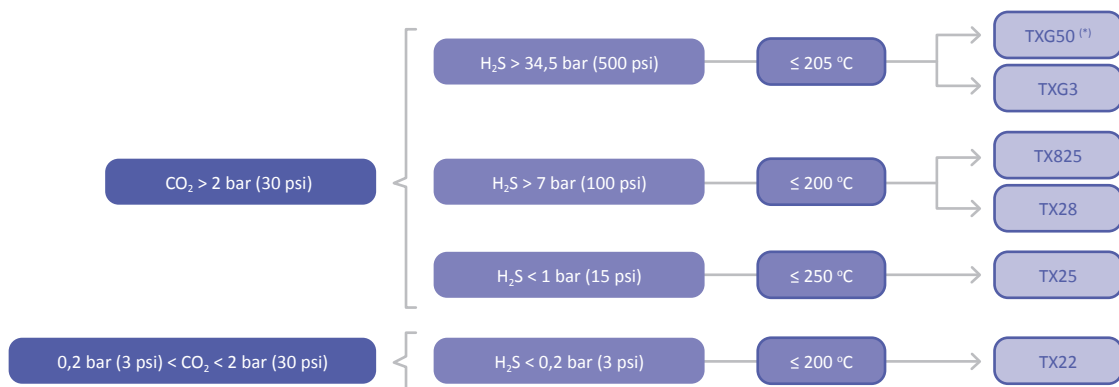 H₂S > 34,5 bar (500 psi)
≤ 205 °C
TXG50 (*)
TXG3
CO₂ > 2 bar (30 psi)
H₂S > 7 bar (100 psi)
≤ 200 °C
TX825
TX28
H₂S < 1 bar (15 psi)
≤ 250 °C
TX25
0,2 bar (3 psi) < CO₂ < 2 bar (30 psi)
H₂S < 0,2 bar (3 psi)
≤ 200 °C
TX22